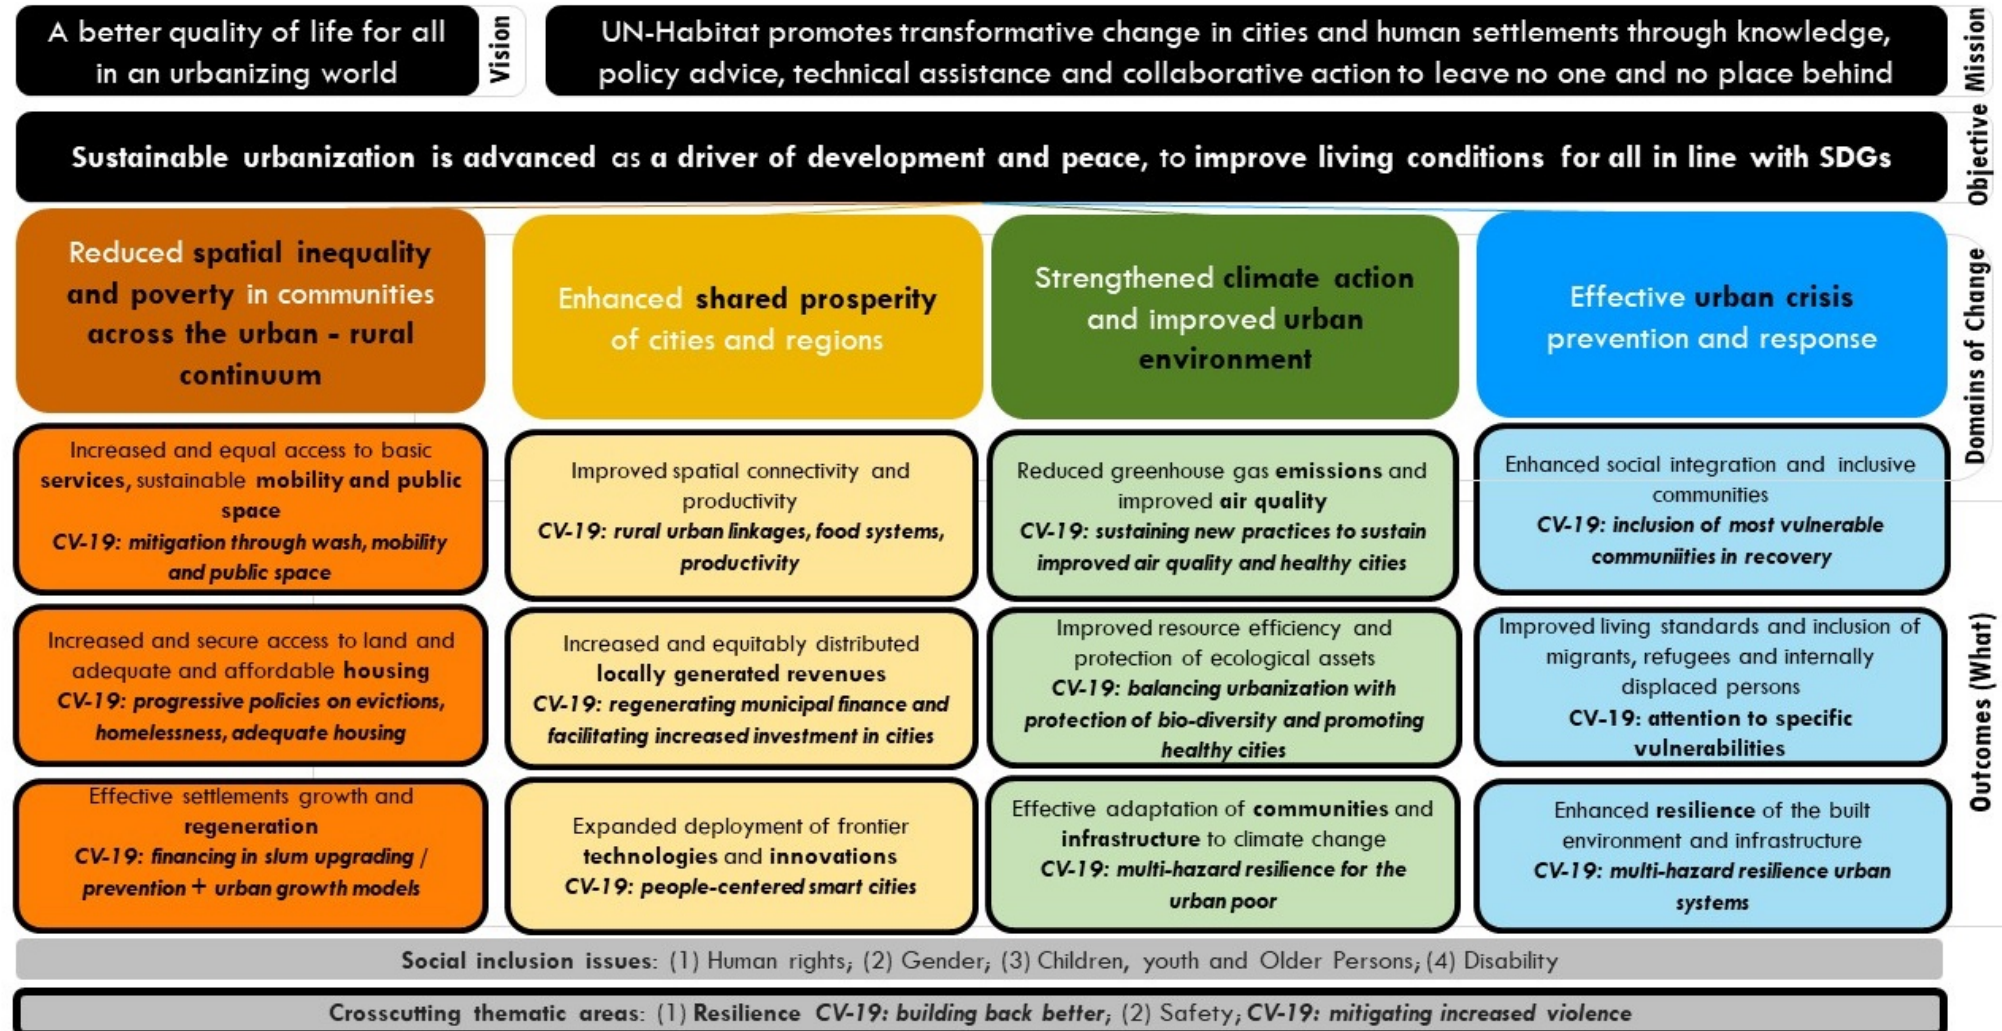 A better quality of life for all
in an urbanizing world
Vision
UN-Habitat promotes transformative change in cities and human settlements through knowledge,
policy advice, technical assistance and collaborative action to leave no one and no place behind
Mission
Sustainable urbanization is advanced as a driver of development and peace, to improve living conditions for all in line with SDGs
Objective
Reduced spatial inequality
and poverty in communities
across the urban - rural
continuum
Enhanced shared prosperity
of cities and regions
Strengthened climate action
and improved urban
environment
Effective urban crisis
prevention and response
Domains of Change
Increased and equal access to basic
services, sustainable mobility and public
space
CV-19: mitigation through wash, mobility
and public space
Improved spatial connectivity and
productivity
CV-19: rural urban linkages, food systems,
productivity
Reduced greenhouse gas emissions and
improved air quality
CV-19: sustaining new practices to sustain
improved air quality and healthy cities
Enhanced social integration and inclusive
communities
CV-19: inclusion of most vulnerable
communiities in recovery
Increased and secure access to land and
adequate and affordable housing
CV-19: progressive policies on evictions,
homelessness, adequate housing
Increased and equitably distributed
locally generated revenues
CV-19: regenerating municipal finance and
facilitating increased investment in cities
Improved resource efficiency and
protection of ecological assets
CV-19: balancing urbanization with
protection of bio-diversity and promoting
healthy cities
Improved living standards and inclusion of
migrants, refugees and internally
displaced persons
CV-19: attention to specific
vulnerabilities
Outcomes (What)
Effective settlements growth and
regeneration
CV-19: financing in slum upgrading /
prevention + urban growth models
Expanded deployment of frontier
technologies and innovations
CV-19: people-centered smart cities
Effective adaptation of communities and
infrastructure to climate change
CV-19: multi-hazard resilience for the
urban poor
Enhanced resilience of the built
environment and infrastructure
CV-19: multi-hazard resilience urban
systems
Social inclusion issues: (1) Human rights; (2) Gender; (3) Children, youth and Older Persons; (4) Disability
Crosscutting thematic areas: (1) Resilience CV-19: building back better; (2) Safety; CV-19: mitigating increased violence